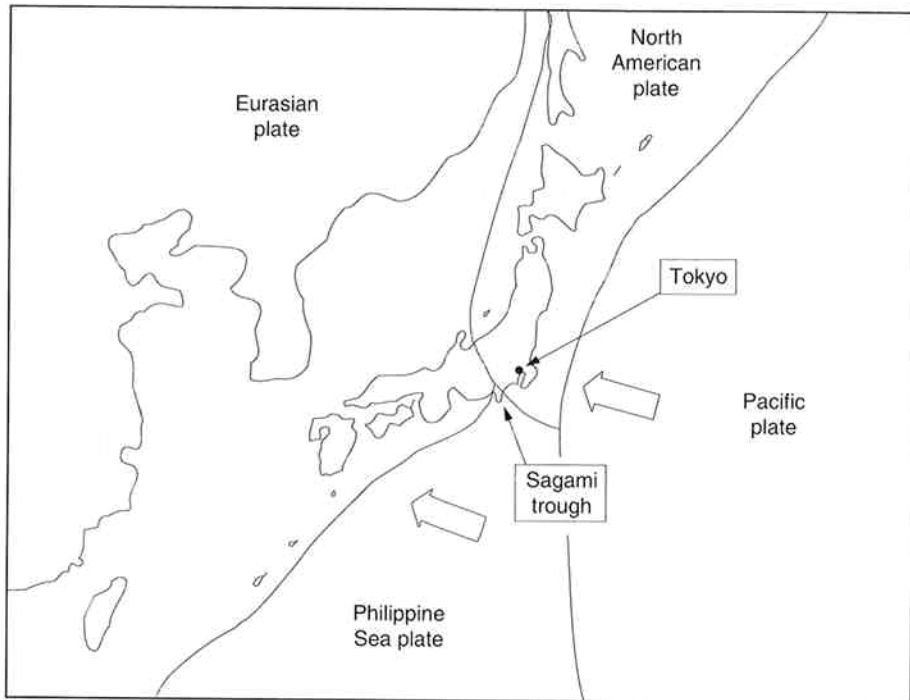 North
American
plate
Eurasian
plate
Tokyo
Pacific
plate
Sagami
trough
Philippine
Sea plate